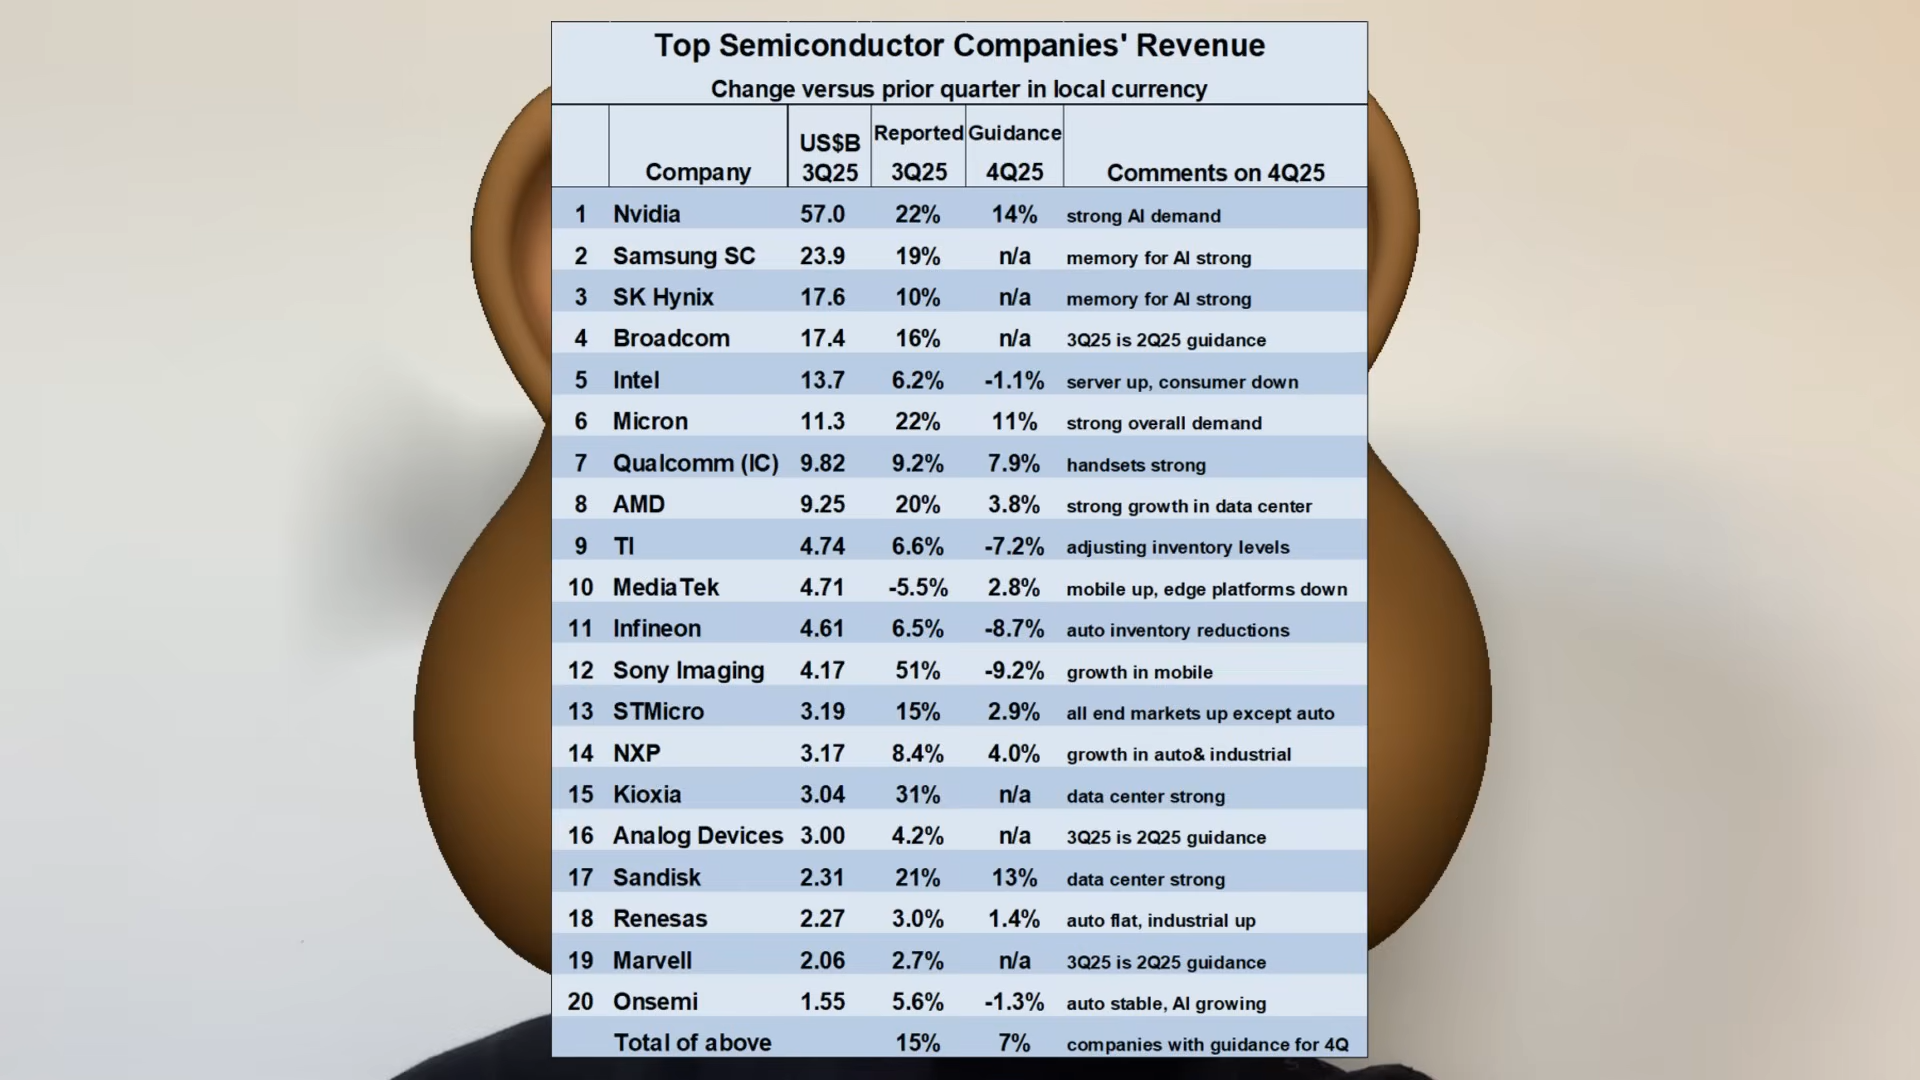 Top Semiconductor Companies' Revenue
Change versus prior quarter in local currency
Company US$B 3Q25 Reported 3Q25 Guidance 4Q25 Comments on 4Q25
1 Nvidia 57.0 22% 14% strong AI demand
2 Samsung SC 23.9 19% n/a memory for AI strong
3 SK Hynix 17.6 10% n/a memory for AI strong
4 Broadcom 17.4 16% n/a 3Q25 is 2Q25 guidance
5 Intel 13.7 6.2% -1.1% server up, consumer down
6 Micron 11.3 22% 11% strong overall demand
7 Qualcomm (IC) 9.82 9.2% 7.9% handsets strong
8 AMD 9.25 20% 3.8% strong growth in data center
9 TI 4.74 6.6% -7.2% adjusting inventory levels
10 MediaTek 4.71 -5.5% 2.8% mobile up, edge platforms down
11 Infineon 4.61 6.5% -8.7% auto inventory reductions
12 Sony Imaging 4.17 51% -9.2% growth in mobile
13 STMicro 3.19 15% 2.9% all end markets up except auto
14 NXP 3.17 8.4% 4.0% growth in auto& industrial
15 Kioxia 3.04 31% n/a data center strong
16 Analog Devices 3.00 4.2% n/a 3Q25 is 2Q25 guidance
17 Sandisk 2.31 21% 13% data center strong
18 Renesas 2.27 3.0% 1.4% auto flat, industrial up
19 Marvell 2.06 2.7% n/a 3Q25 is 2Q25 guidance
20 Onsemi 1.55 5.6% -1.3% auto stable, AI growing
Total of above 15% 7% companies with guidance for 4Q